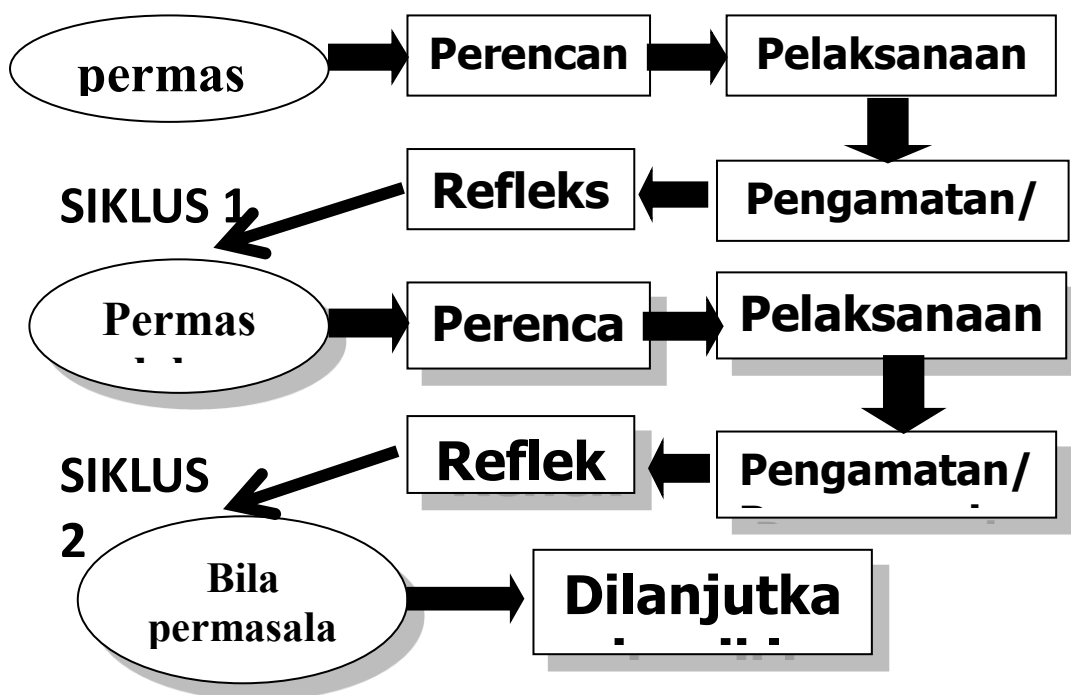 permas
Perencan
Pelaksanaan
SIKLUS 1
Refleks
Pengamatan/
Permas
Perenca
Pelaksanaan
SIKLUS
2
Reflek
Pengamatan/
Bila
permasala
Dilanjutka